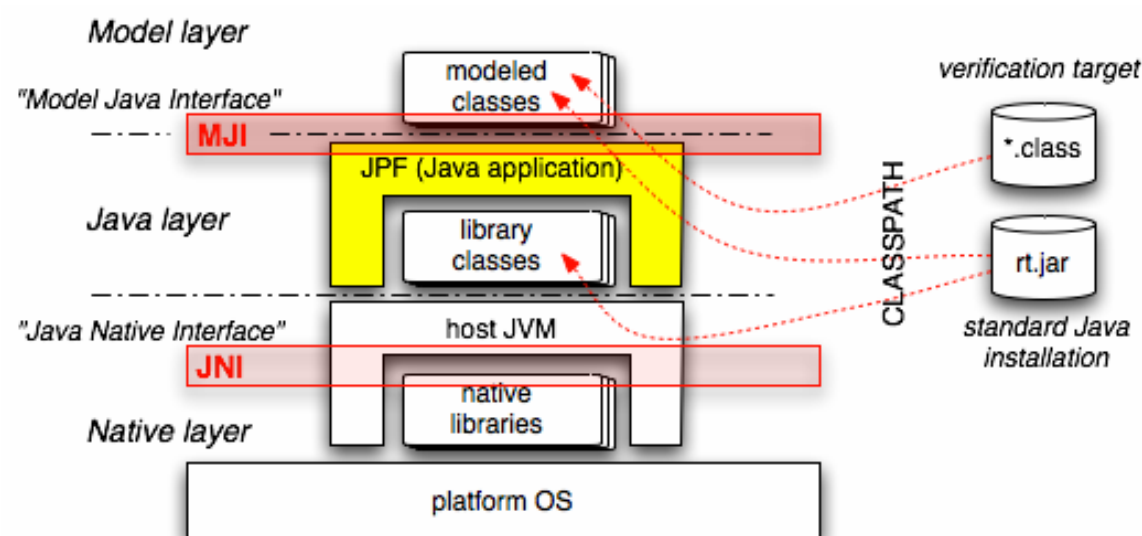 Model layer
modeled
classes
verification target
"Model Java Interface"
MJI
*.class
JPF (Java application)
CLASSPATH
Java layer
library
classes
rt.jar
"Java Native Interface"
host JVM
standard Java
installation
JNI
native
libraries
Native layer
platform OS